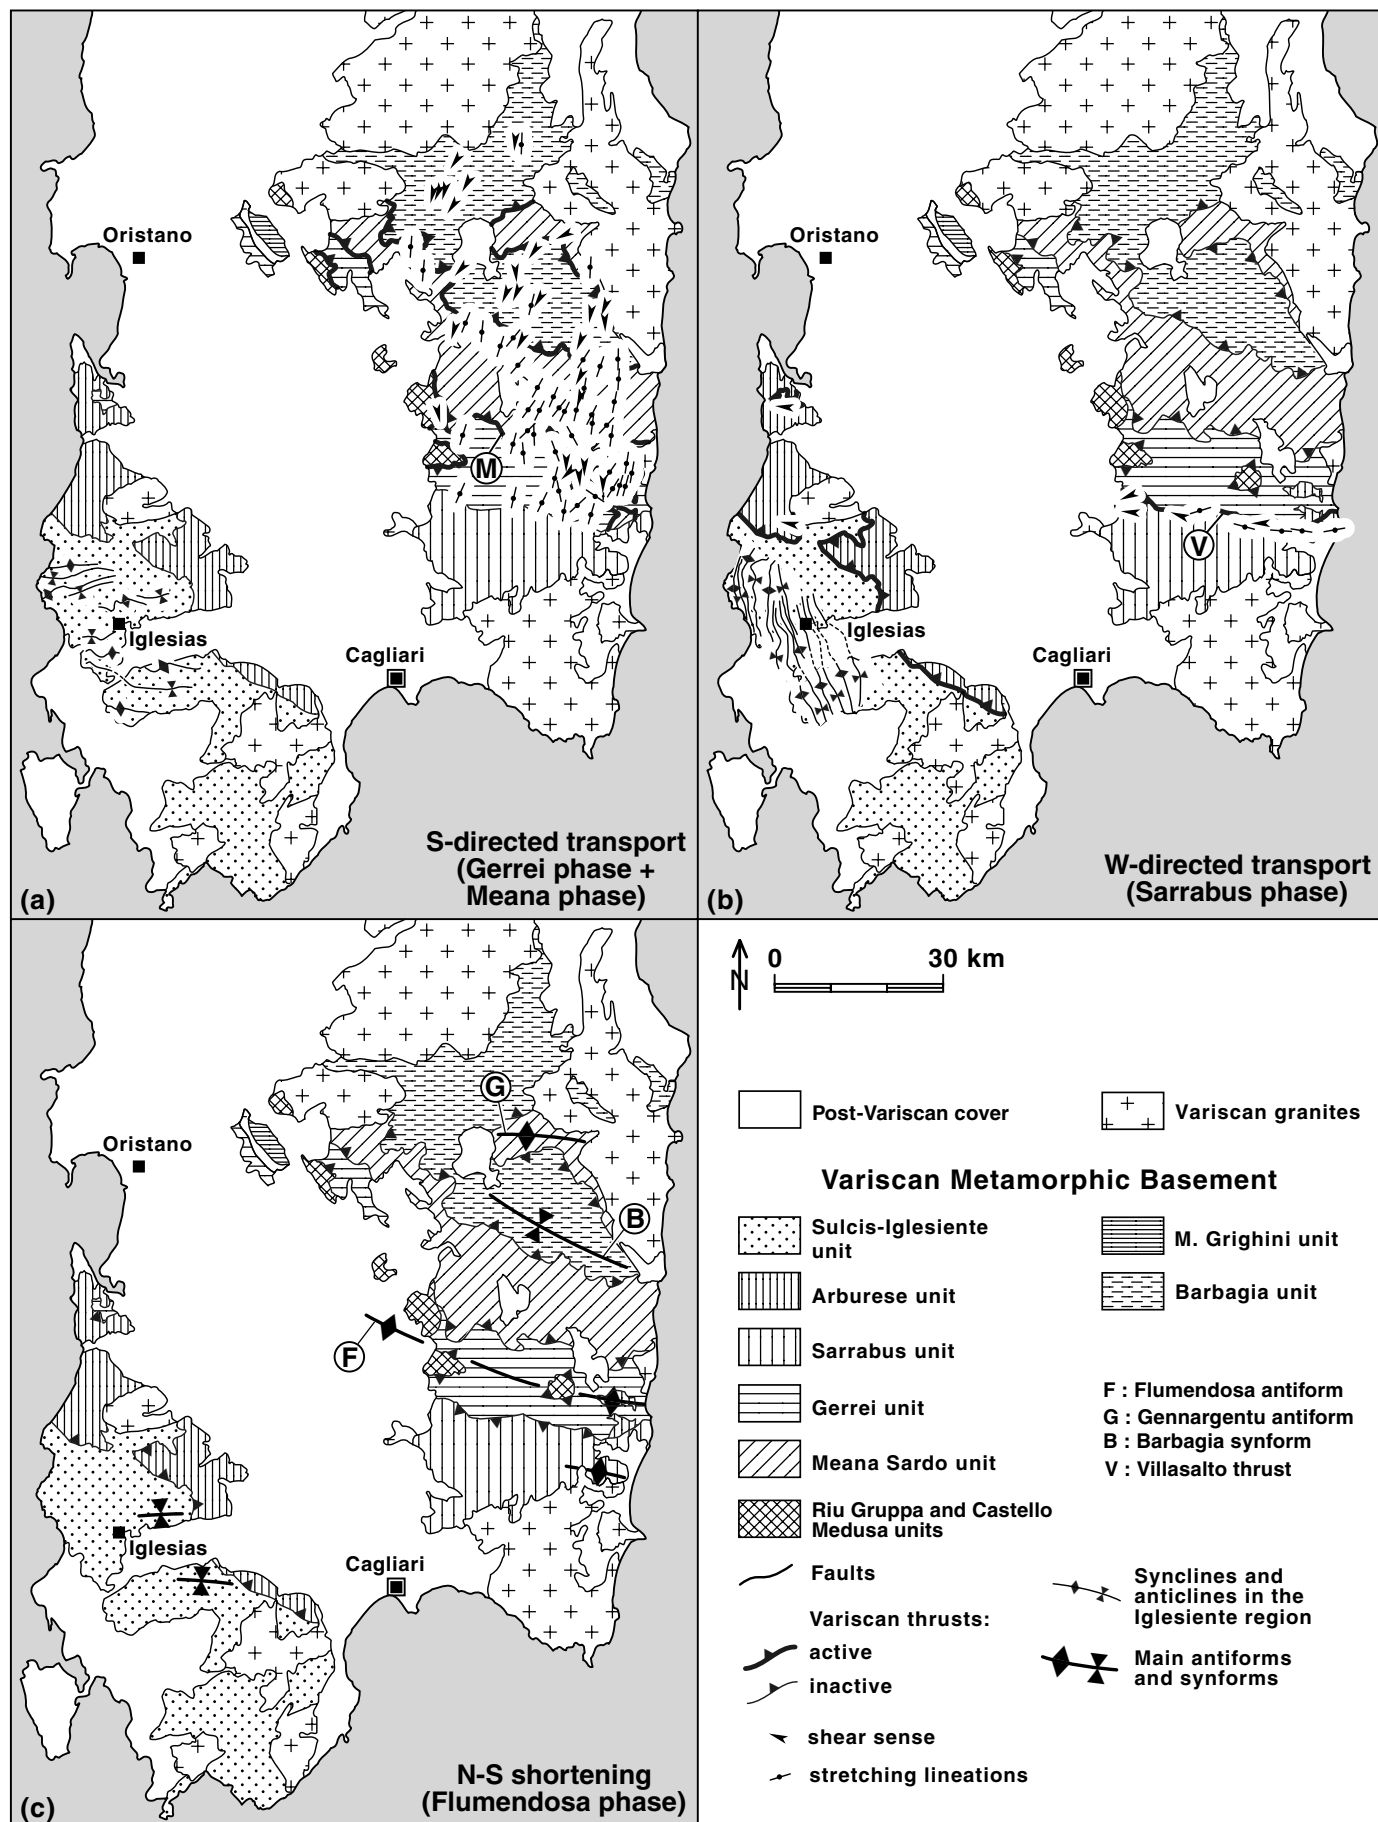 Oristano
M
Iglesias
Cagliari
S-directed transport
(Gerrei phase +
Meana phase)
(a)
Oristano
V
Iglesias
Cagliari
W-directed transport
(Sarrabus phase)
(b)
G
Oristano
B
F
Iglesias
Cagliari
N-S shortening
(Flumendosa phase)
(c)
N
0 30 km
Post-Variscan cover
Variscan granites
Variscan Metamorphic Basement
Sulcis-Iglesiente
unit
M. Grighini unit
Arburese unit
Barbagia unit
Sarrabus unit
Gerrei unit
Meana Sardo unit
Riu Gruppa and Castello
Medusa units
F : Flumendosa antiform
G : Gennargentu antiform
B : Barbagia synform
V : Villasalto thrust
Faults
Variscan thrusts:
active
inactive
shear sense
stretching lineations
Synclines and
anticlines in the
Iglesiente region
Main antiforms
and synforms